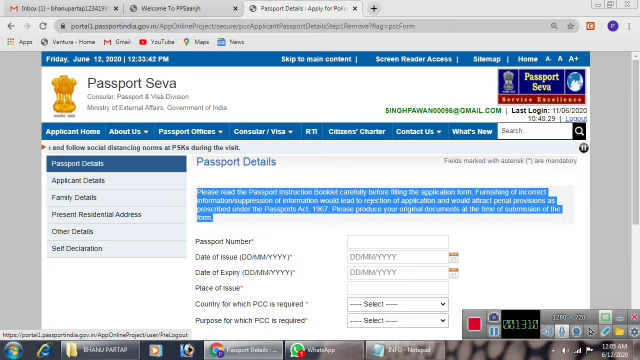 Inbox (1) - bhanupartap1234199
Welcome To PPSaanjh
Passport Details : Apply for Polic
portal1.passportindia.gov.in/AppOnlineProject/secure/pccApplicantPassportDetailsStep1Remove?flag=pccForm
Apps
Ventura - Home
Gmail
YouTube
Maps
Search
Friday, June 12, 2020 | 12:33:42 PM
Skip to main content
Screen Reader Access
Sitemap
Home
A- A A+
Passport Seva
Consular, Passport & Visa Division
Ministry of External Affairs, Government of India
Passport
Seva
Service Excellence
SINGHPAWAN00096@GMAIL.COM | Last Login: 11/06/2020
10:48:29 > Logout
Applicant Home
About Us
Passport Offices
Consular / Visa
RTI
Citizens' Charter
Contact Us
What's New
Search...
and follow social distancing norms at PSKs during the visit.
Passport Details
Applicant Details
Family Details
Present Residential Address
Other Details
Self Declaration
Passport Details
Fields marked with asterisk (*) are mandatory
Please read the Passport Instruction Booklet carefully before filling the application form. Furnishing of incorrect
information/suppression of information would lead to rejection of application and would attract penal provisions as
prescribed under the Passports Act, 1967. Please produce your original documents at the time of submission of the
form.
Passport Number*
Date of Issue (DD/MM/YYYY)*
DD/MM/YYYY
Date of Expiry (DD/MM/YYYY)*
DD/MM/YYYY
Place of Issue*
Country for which PCC is required *
----- Select -----
Purpose for which PCC is required*
----- Select -----
https://portal1.passportindia.gov.in/AppOnlineProject/user/PreLogout
1280 × 720
BHANU PARTAP
Passport Details : ...
WhatsApp
INFO - Notepad
12:05 AM
6/12/2020